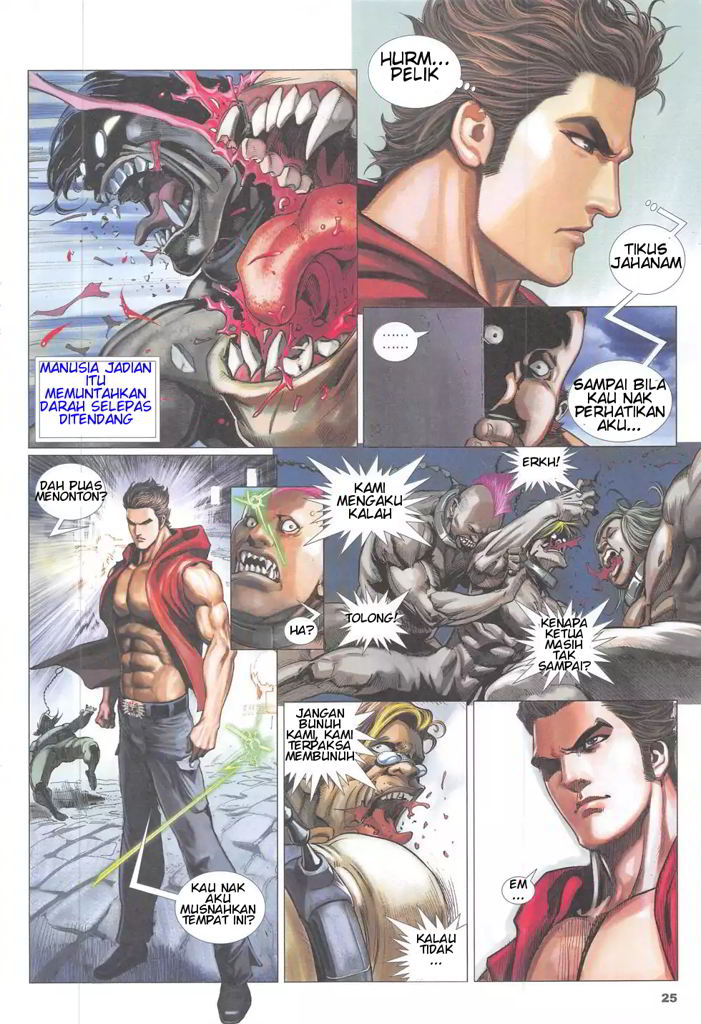 HURM...
PELIK
TIKUS
JAHANAM
MANUSIA JADIAN
ITU
MEMUNTAHKAN
DARAH SELEPAS
DITENDANG
......
......
SAMPAI BILA
KAU NAK
PERHATIKAN
AKU...
DAH PUAS
MENONTON?
HA?
KAMI
MENGAKU
KALAH
ERKH!
TOLONG!
KENAPA
KETUA
MASIH
TAK
SAMPAI?
KAU NAK
AKU
MUSNAHKAN
TEMPAT INI?
JANGAN
BUNUH
KAMI, KAMI
TERPAKSA
MEMBUNUH
KALAU
TIDAK
...
EM
...
25